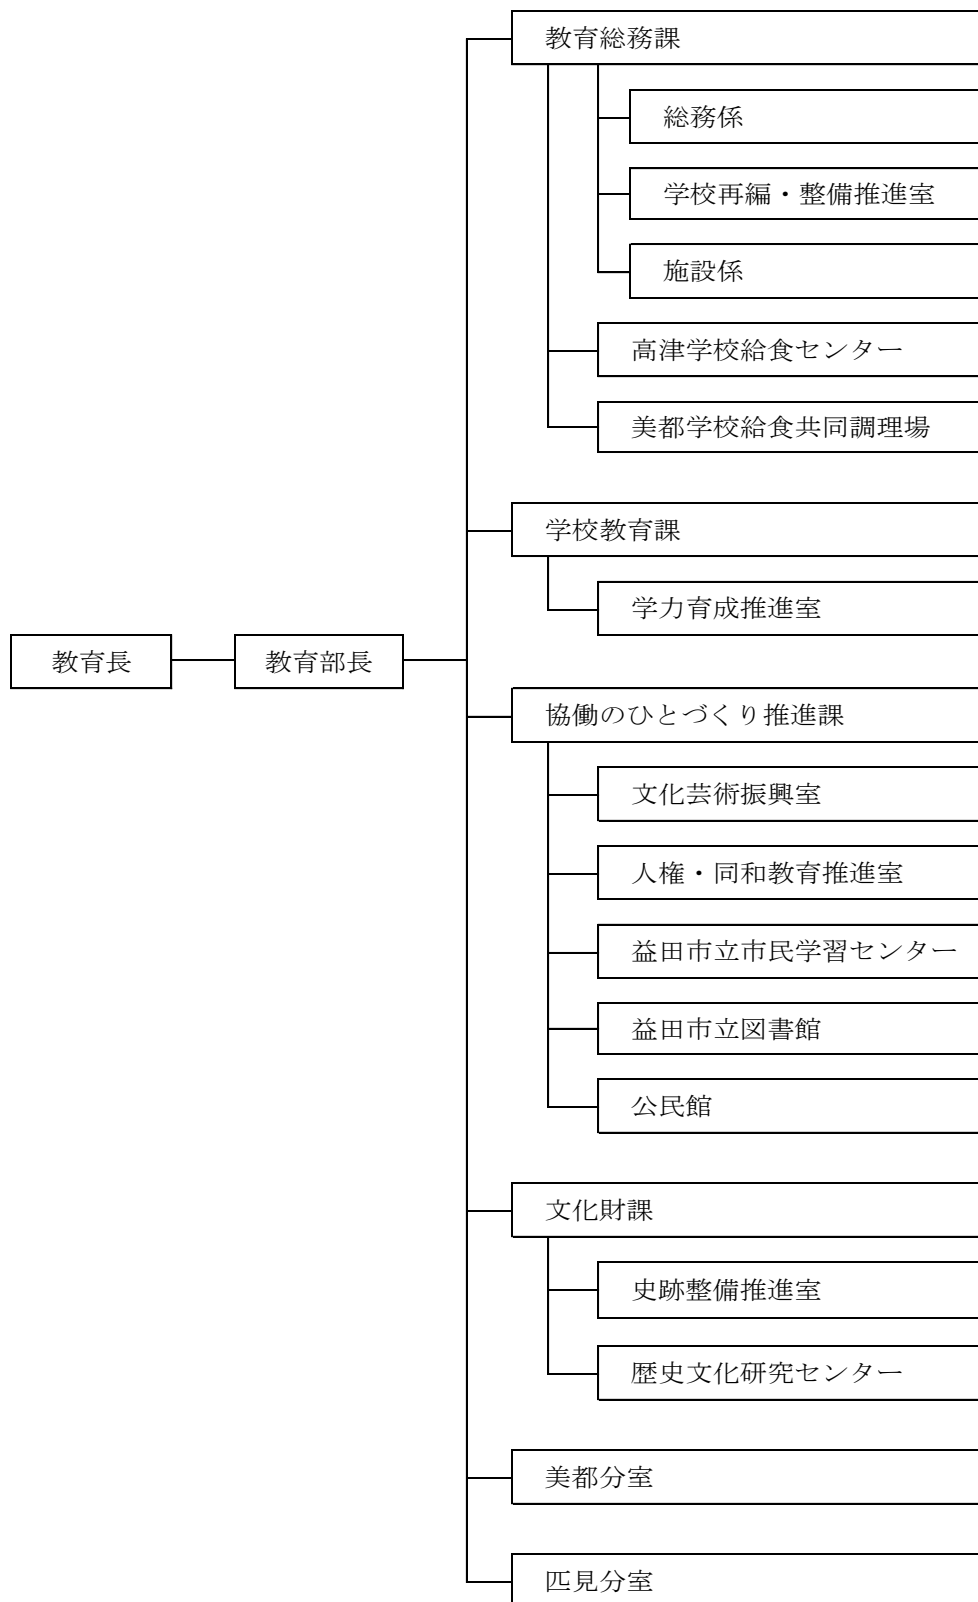 教育総務課
総務係
学校再編・整備推進室
施設係
高津学校給食センター
美都学校給食共同調理場
学校教育課
学力育成推進室
教育長
教育部長
協働のひとづくり推進課
文化芸術振興室
人権・同和教育推進室
益田市立市民学習センター
益田市立図書館
公民館
文化財課
史跡整備推進室
歴史文化研究センター
美都分室
匹見分室